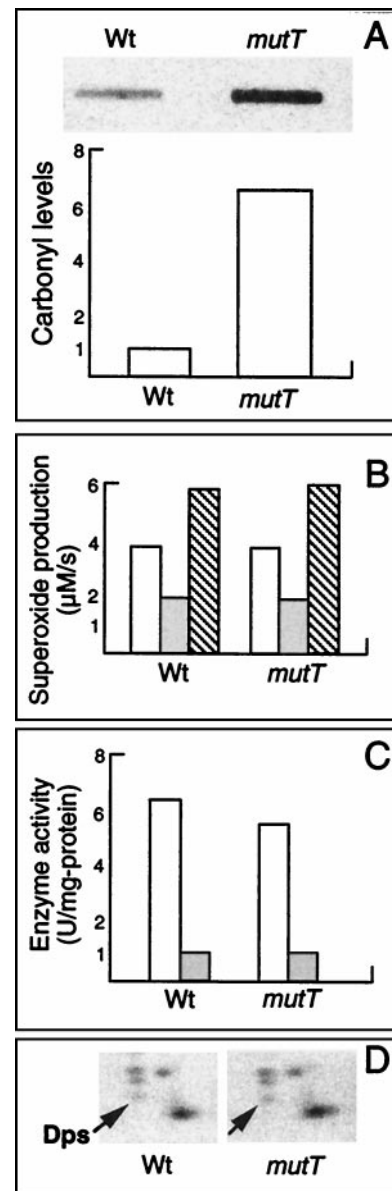 A
Wt mutT
8
6
4
2
1
Carbonyl levels
Wt mutT
B
6
4
2
1
Superoxide production
(μM/s)
Wt mutT
C
8
6
4
2
1
Enzyme activity
(U/mg-protein)
Wt mutT
D
Dps
Wt mutT